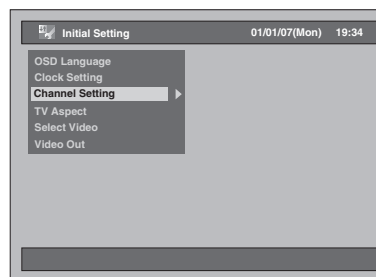 Initial Setting 01/01/07(Mon) 19:34
OSD Language
Clock Setting
Channel Setting
TV Aspect
Select Video
Video Out